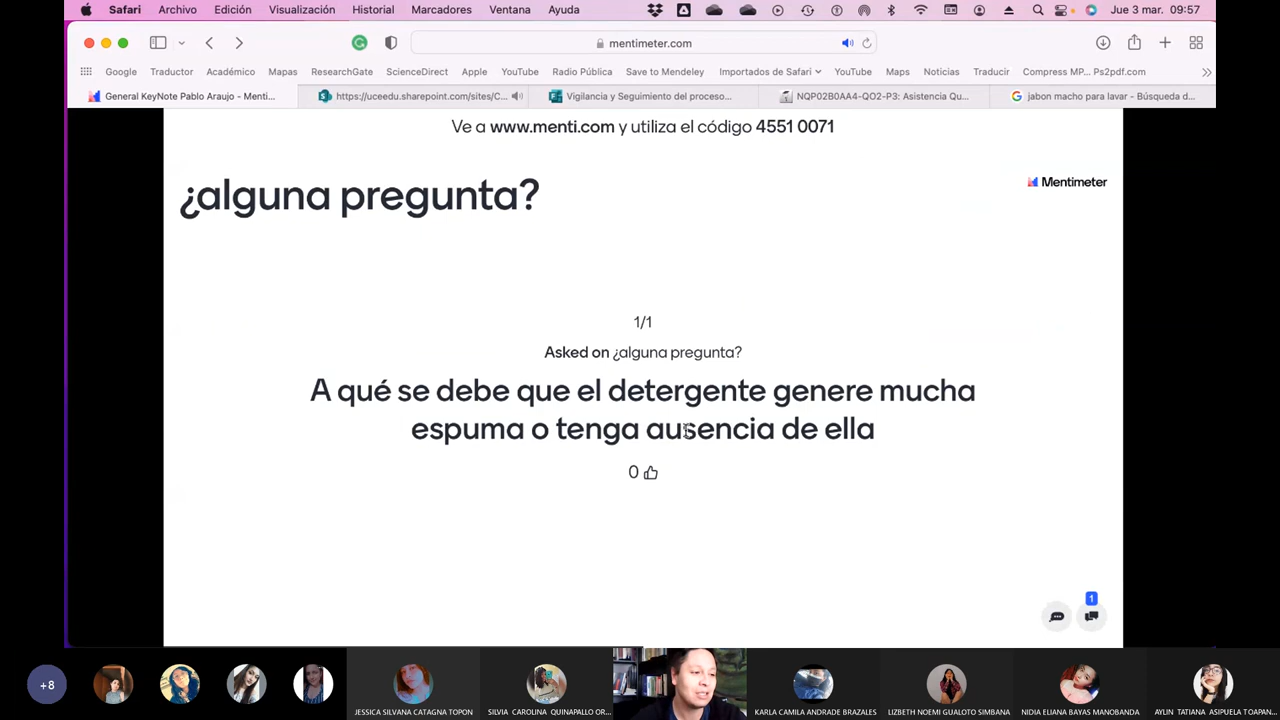 Safari Archivo Edición Visualización Historial Marcadores Ventana Ayuda Jue 3 mar. 09:57
mentimeter.com
Google Traductor Académico Mapas ResearchGate ScienceDirect Apple YouTube Radio Pública Save to Mendeley Importados de Safari YouTube Maps Noticias Traducir Compress MP... Ps2pdf.com
General KeyNote Pablo Araujo - Menti... https://uceedu.sharepoint.com/sites/C... Vigilancia y Seguimiento del proceso... NQP02B0AA4-QO2-P3: Asistencia Qu... jabon macho para lavar - Búsqueda d...
Ve a www.menti.com y utiliza el código 4551 0071
¿alguna pregunta?
Mentimeter
1/1
Asked on ¿alguna pregunta?
A qué se debe que el detergente genere mucha
espuma o tenga ausencia de ella
0
1
+8
JESSICA SILVANA CATAGNA TOPON
SILVIA CAROLINA QUINAPALLO OR...
KARLA CAMILA ANDRADE BRAZALES
LIZBETH NOEMI GUALOTO SIMBANA
NIDIA ELIANA BAYAS MANOBANDA
AYLIN TATIANA ASIPUELA TOAPAN...